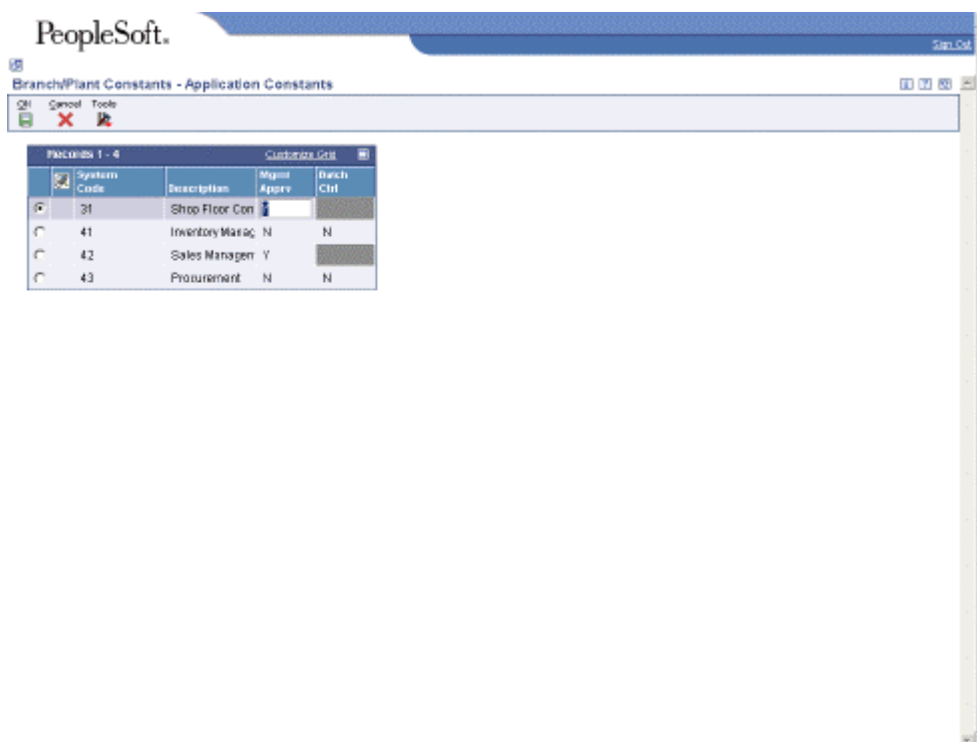 PeopleSoft.
Sign Out
Branch/Plant Constants - Application Constants
OK Cancel Tools
Records 1 - 4 Customize Grid
System Code Description Mgmt Apprv Batch Ctrl
31 Shop Floor Con
41 Inventory Manag N N
42 Sales Managem Y
43 Procurement N N